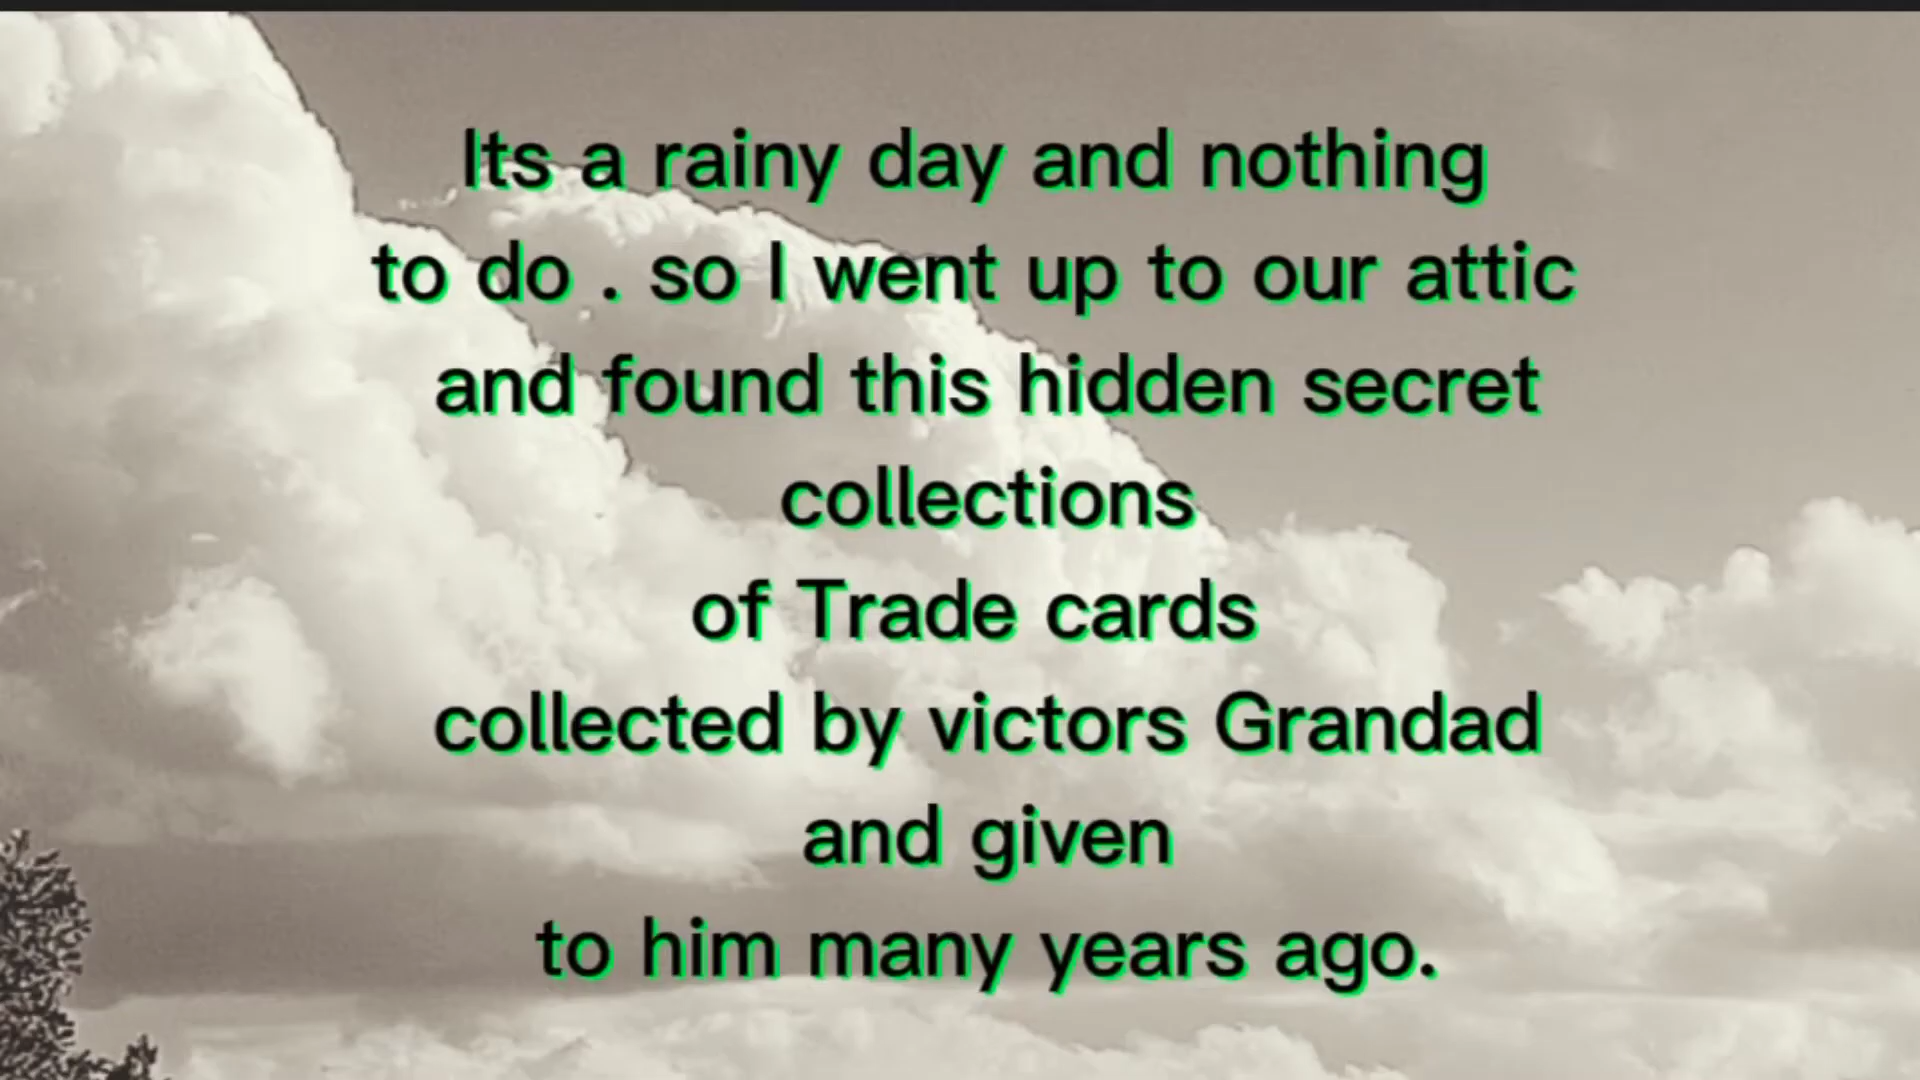 Its a rainy day and nothing
to do . so I went up to our attic
and found this hidden secret
collections
of Trade cards
collected by victors Grandad
and given
to him many years ago.